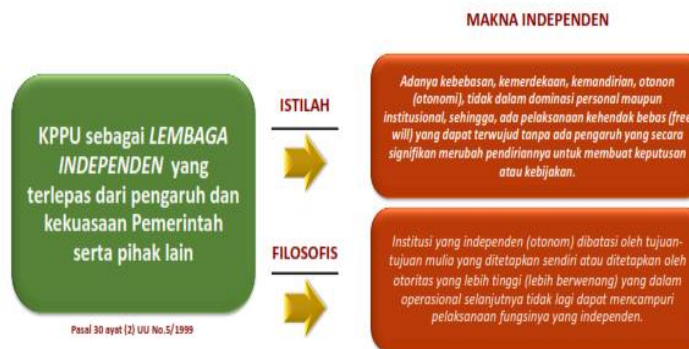 MAKNA INDEPENDEN
KPPU sebagai LEMBAGA
INDEPENDEN yang
terlepas dari pengaruh dan
kekuasaan Pemerintah
serta pihak lain
Pasal 30 ayat (2) UU No.5/1999
ISTILAH
Adanya kebebasan, kemerdekaan, kemandirian, otonon
(otonomi), tidak dalam dominasi personal maupun
institusional, sehingga, ada pelaksanaan kehendak bebas (free
will) yang dapat terwujud tanpa ada pengaruh yang secara
signifikan merubah pendiriannya untuk membuat keputusan
atau kebijakan.
FILOSOFIS
Institusi yang independen (otonom) dibatasi oleh tujuan-
tujuan mulia yang ditetapkan sendiri atau ditetapkan oleh
otoritas yang lebih tinggi (lebih berwenang) yang dalam
operasional selanjutnya tidak lagi dapat mencampuri
pelaksanaan fungsinya yang independen.